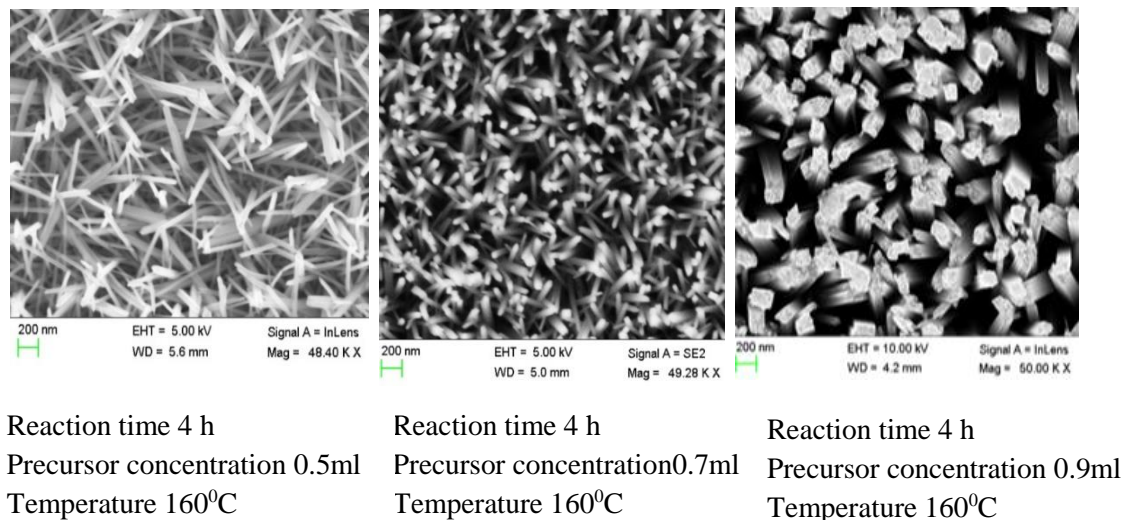 200 nm
EHT = 5.00 kV
Signal A = InLens
WD = 5.6 mm
Mag = 48.40 K X
200 nm
EHT = 5.00 kV
Signal A = SE2
WD = 5.0 mm
Mag = 49.28 K X
200 nm
EHT = 10.00 kV
Signal A = InLens
WD = 4.2 mm
Mag = 50.00 K X
Reaction time 4 h
Precursor concentration 0.5ml
Temperature 160⁰C
Reaction time 4 h
Precursor concentration0.7ml
Temperature 160⁰C
Reaction time 4 h
Precursor concentration 0.9ml
Temperature 160⁰C